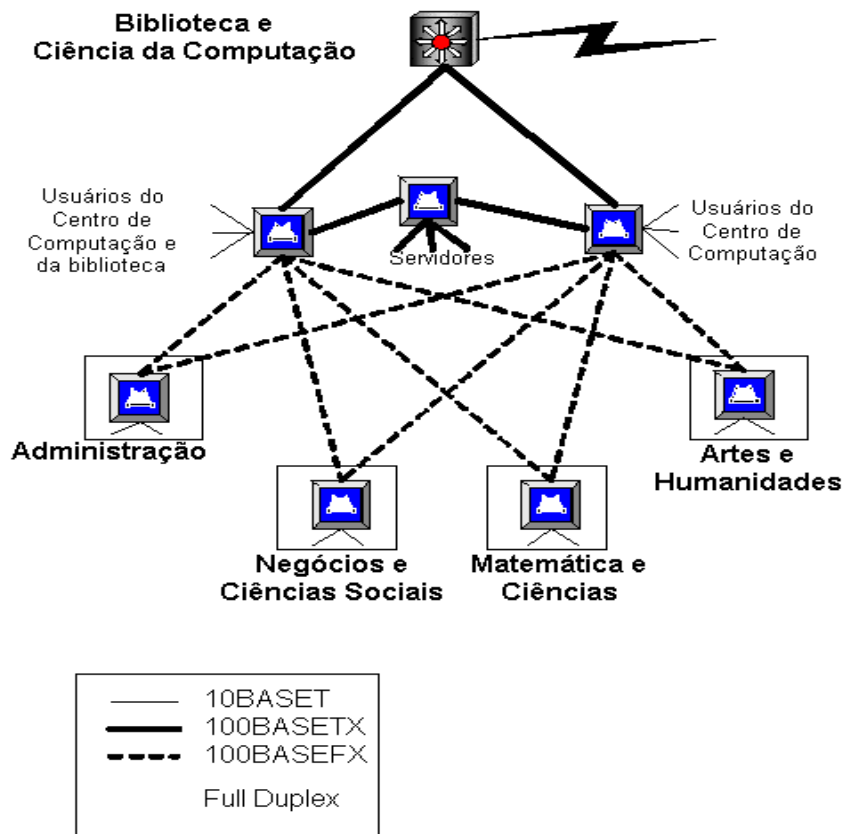 Biblioteca e
Ciência da Computação
Usuários do
Centro de
Computação e
da biblioteca
Servidores
Usuários do
Centro de
Computação
Administração
Artes e
Humanidades
Negócios e
Ciências Sociais
Matemática e
Ciências
10BASET
100BASETX
100BASEFX
Full Duplex